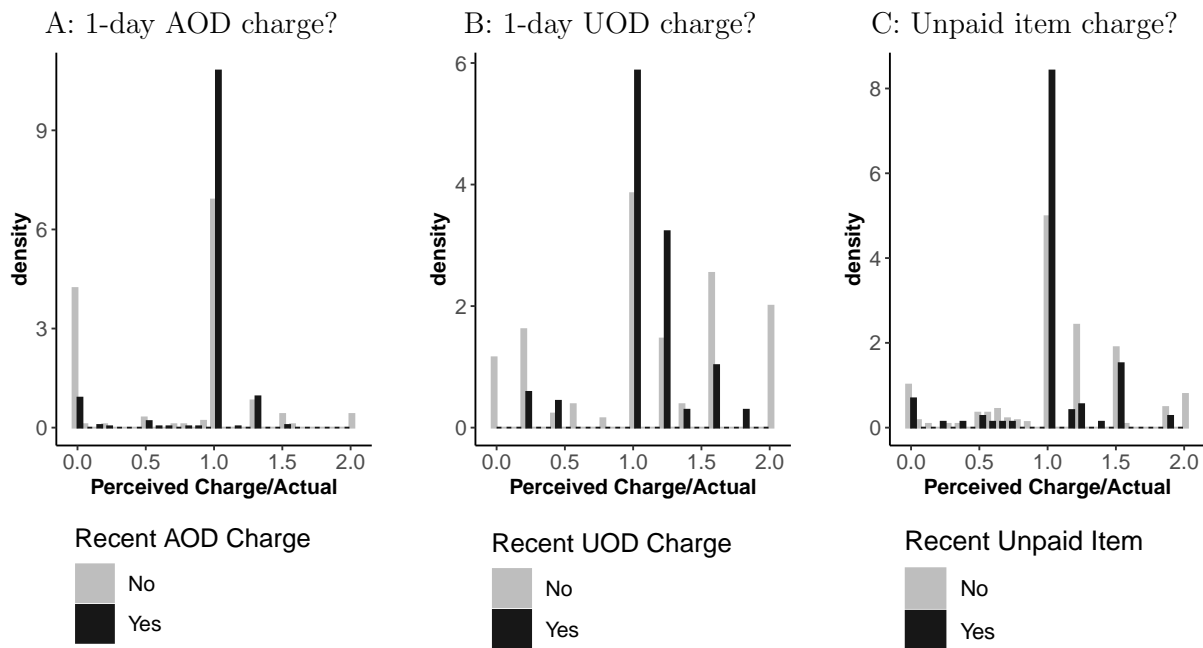 A: 1-day AOD charge?
density
9
6
3
0
0.0 0.5 1.0 1.5 2.0
Perceived Charge/Actual
Recent AOD Charge
No
Yes
B: 1-day UOD charge?
density
6
4
2
0
0.0 0.5 1.0 1.5 2.0
Perceived Charge/Actual
Recent UOD Charge
No
Yes
C: Unpaid item charge?
density
8
6
4
2
0
0.0 0.5 1.0 1.5 2.0
Perceived Charge/Actual
Recent Unpaid Item
No
Yes